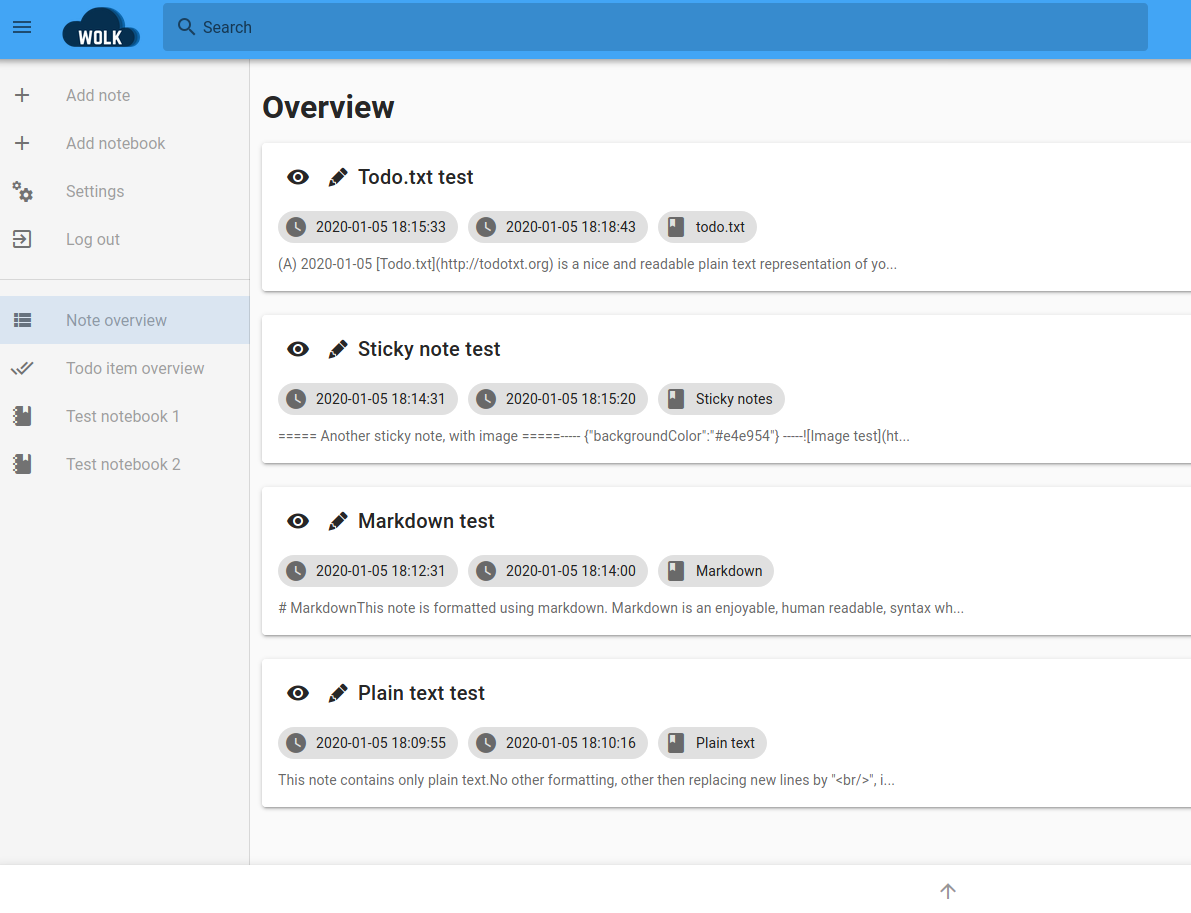 WOLK
Search
Add note
Add notebook
Settings
Log out
Note overview
Todo item overview
Test notebook 1
Test notebook 2
Overview
Todo.txt test
2020-01-05 18:15:33 2020-01-05 18:18:43 todo.txt
(A) 2020-01-05 [Todo.txt](http://todotxt.org) is a nice and readable plain text representation of yo...
Sticky note test
2020-01-05 18:14:31 2020-01-05 18:15:20 Sticky notes
===== Another sticky note, with image =====----- {"backgroundColor":"#e4e954"} -----![Image test](ht...
Markdown test
2020-01-05 18:12:31 2020-01-05 18:14:00 Markdown
# MarkdownThis note is formatted using markdown. Markdown is an enjoyable, human readable, syntax wh...
Plain text test
2020-01-05 18:09:55 2020-01-05 18:10:16 Plain text
This note contains only plain text.No other formatting, other then replacing new lines by "<br/>", i...